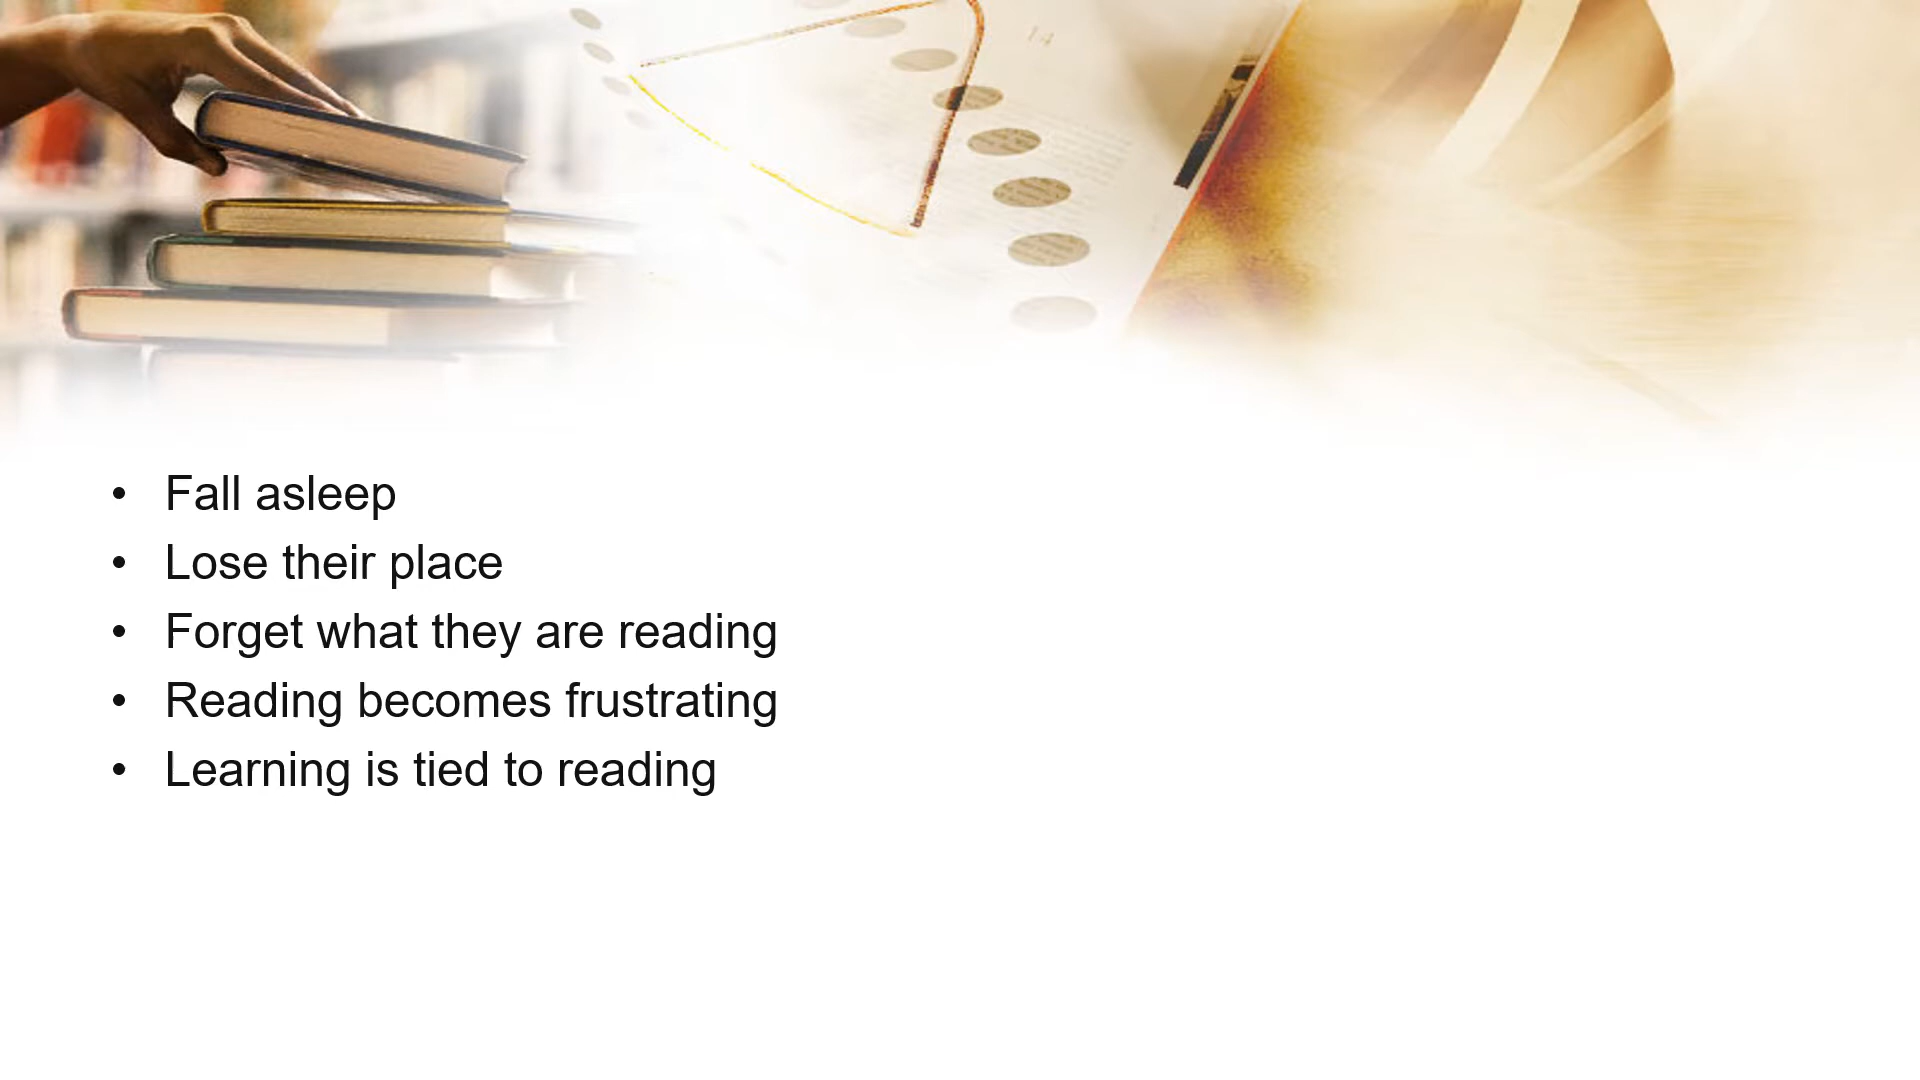 • Fall asleep
• Lose their place
• Forget what they are reading
• Reading becomes frustrating
• Learning is tied to reading